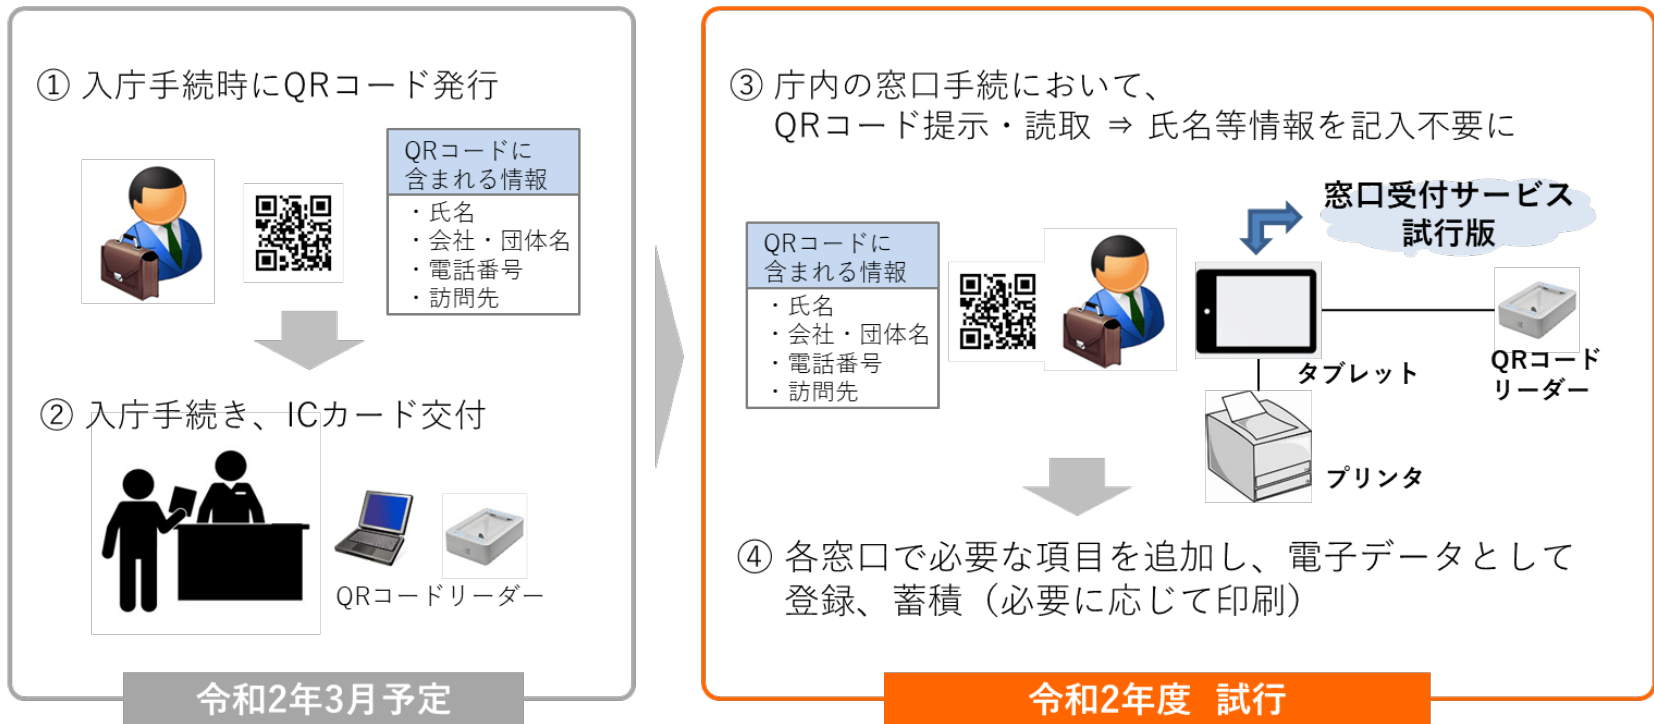 ① 入庁手続時にQRコード発行
QRコードに
含まれる情報
・氏名
・会社・団体名
・電話番号
・訪問先
② 入庁手続き、ICカード交付
QRコードリーダー
令和2年3月予定
③ 庁内の窓口手続において、
QRコード提示・読取 ⇒ 氏名等情報を記入不要に
窓口受付サービス
試行版
QRコードに
含まれる情報
・氏名
・会社・団体名
・電話番号
・訪問先
タブレット
QRコード
リーダー
プリンタ
④ 各窓口で必要な項目を追加し、電子データとして
登録、蓄積（必要に応じて印刷）
令和2年度 試行